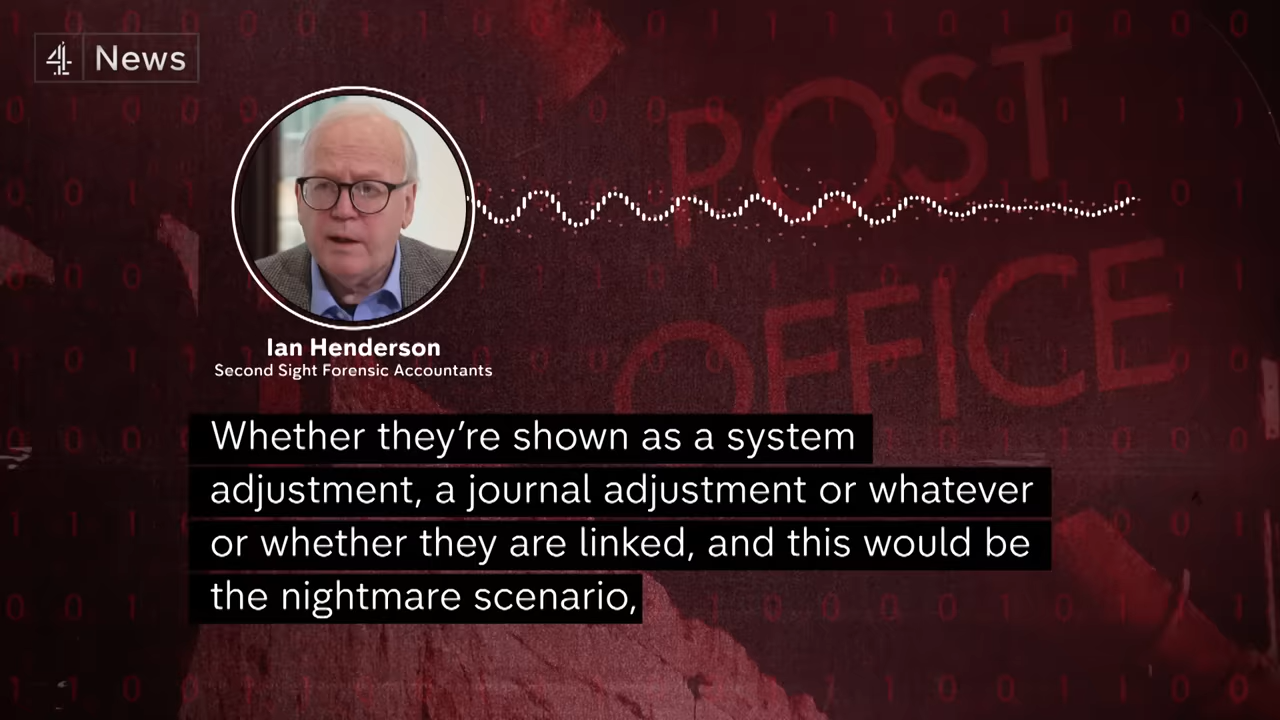 4 News
POST
OFFICE
Ian Henderson
Second Sight Forensic Accountants
Whether they’re shown as a system
adjustment, a journal adjustment or whatever
or whether they are linked, and this would be
the nightmare scenario,